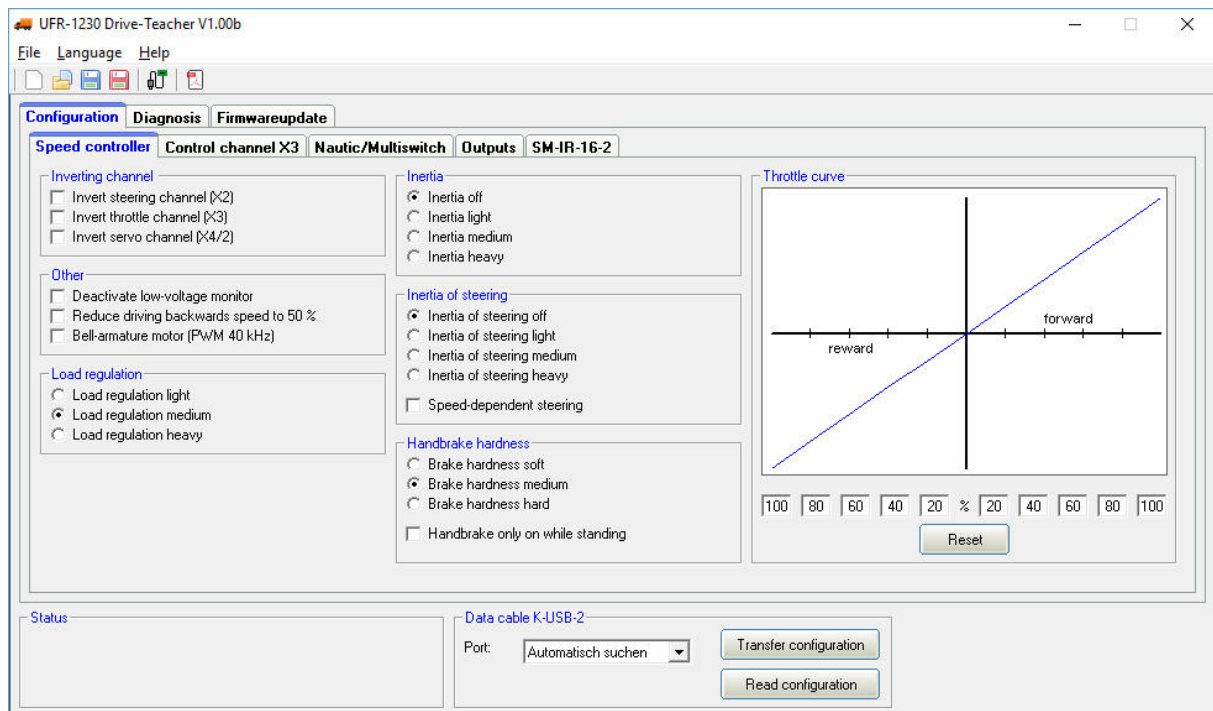 UFR-1230 Drive-Teacher V1.00b
File Language Help
Configuration Diagnosis Firmwareupdate
Speed controller Control channel X3 Nautic/Multiswitch Outputs SM-IR-16-2
Inverting channel
Invert steering channel (X2)
Invert throttle channel (X3)
Invert servo channel (X4/2)
Other
Deactivate low-voltage monitor
Reduce driving backwards speed to 50 %
Bell-armature motor (PWM 40 kHz)
Load regulation
Load regulation light
Load regulation medium
Load regulation heavy
Inertia
Inertia off
Inertia light
Inertia medium
Inertia heavy
Inertia of steering
Inertia of steering off
Inertia of steering light
Inertia of steering medium
Inertia of steering heavy
Speed-dependent steering
Handbrake hardness
Brake hardness soft
Brake hardness medium
Brake hardness hard
Handbrake only on while standing
Throttle curve
forward
reward
100 80 60 40 20 % 20 40 60 80 100
Reset
Status
Data cable K-USB-2
Port: Automatisch suchen
Transfer configuration
Read configuration